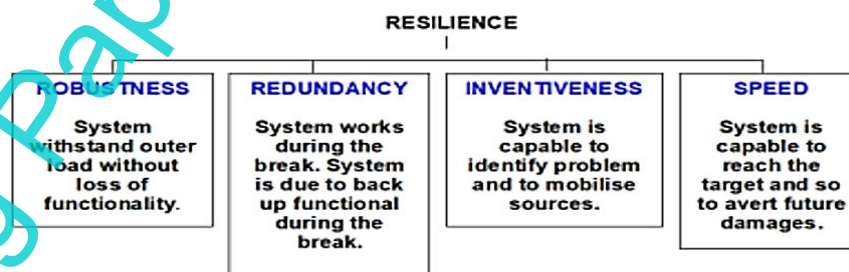 RESILIENCE
ROBUSTNESS
System
withstand outer
load without
loss of
functionality.
REDUNDANCY
System works
during the
break. System
is due to back
up functional
during the
break.
INVENTIVENESS
System is
capable to
identify problem
and to mobilise
sources.
SPEED
System is
capable to
reach the
target and so
to avert future
damages.
g Pap